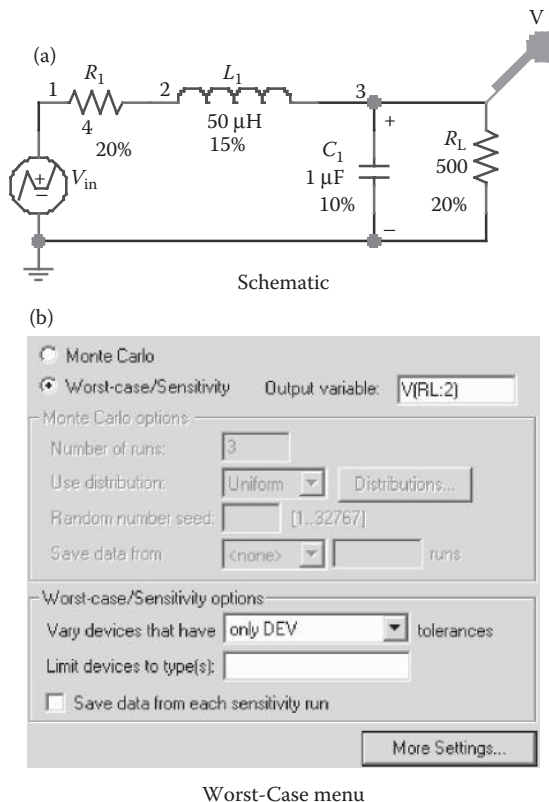 V
(a)
1 R₁ 2 L₁ 3
4
20%
50 μH
15%
+
C₁
1 μF
10%
−
R_L
500
20%
+
−
V_in
Schematic
(b)
Monte Carlo
Worst-case/Sensitivity Output variable: V(RL:2)
Monte Carlo options
Number of runs: 3
Use distribution: Uniform Distributions...
Random number seed: [1..32767]
Save data from <none> runs
Worst-case/Sensitivity options
Vary devices that have only DEV tolerances
Limit devices to type(s):
Save data from each sensitivity run
More Settings...
Worst-Case menu